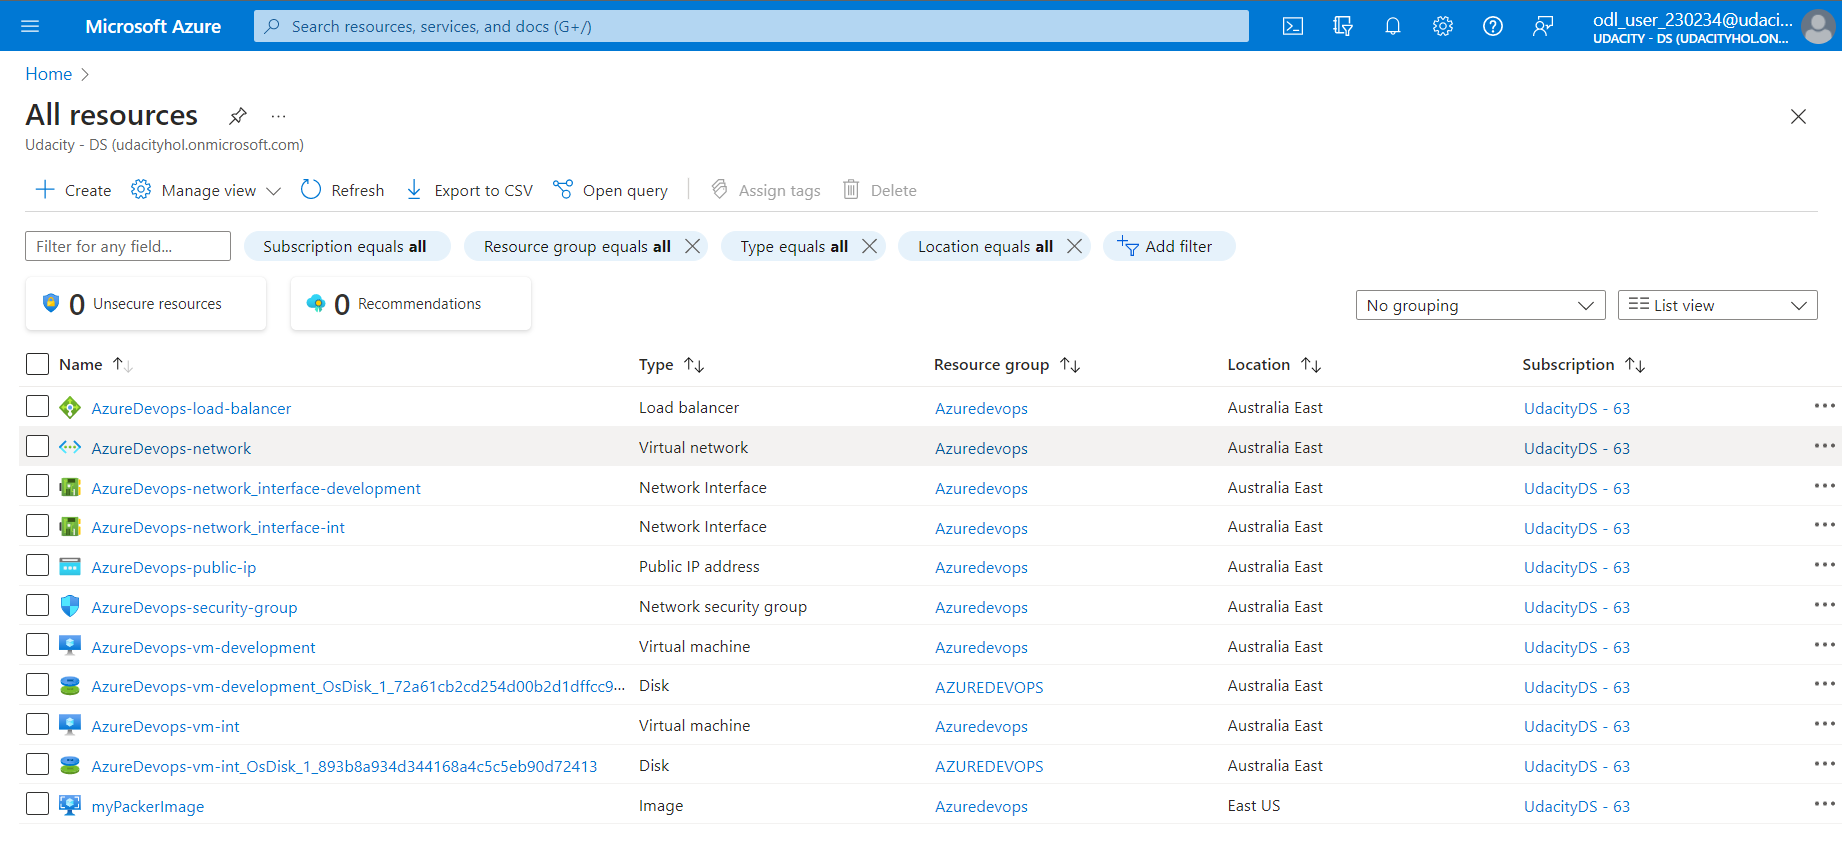 Microsoft Azure
Search resources, services, and docs (G+/)
odl_user_230234@udaci...
UDACITY - DS (UDACITYHOL.ON...
Home
All resources
Udacity - DS (udacityhol.onmicrosoft.com)
Create Manage view Refresh Export to CSV Open query Assign tags Delete
Filter for any field... Subscription equals all Resource group equals all Type equals all Location equals all Add filter
0 Unsecure resources 0 Recommendations No grouping List view
Name Type Resource group Location Subscription
AzureDevops-load-balancer Load balancer Azuredevops Australia East UdacityDS - 63
AzureDevops-network Virtual network Azuredevops Australia East UdacityDS - 63
AzureDevops-network_interface-development Network Interface Azuredevops Australia East UdacityDS - 63
AzureDevops-network_interface-int Network Interface Azuredevops Australia East UdacityDS - 63
AzureDevops-public-ip Public IP address Azuredevops Australia East UdacityDS - 63
AzureDevops-security-group Network security group Azuredevops Australia East UdacityDS - 63
AzureDevops-vm-development Virtual machine Azuredevops Australia East UdacityDS - 63
AzureDevops-vm-development_OsDisk_1_72a61cb2cd254d00b2d1dffcc9... Disk AZUREDEVOPS Australia East UdacityDS - 63
AzureDevops-vm-int Virtual machine Azuredevops Australia East UdacityDS - 63
AzureDevops-vm-int_OsDisk_1_893b8a934d344168a4c5c5eb90d72413 Disk AZUREDEVOPS Australia East UdacityDS - 63
myPackerImage Image Azuredevops East US UdacityDS - 63